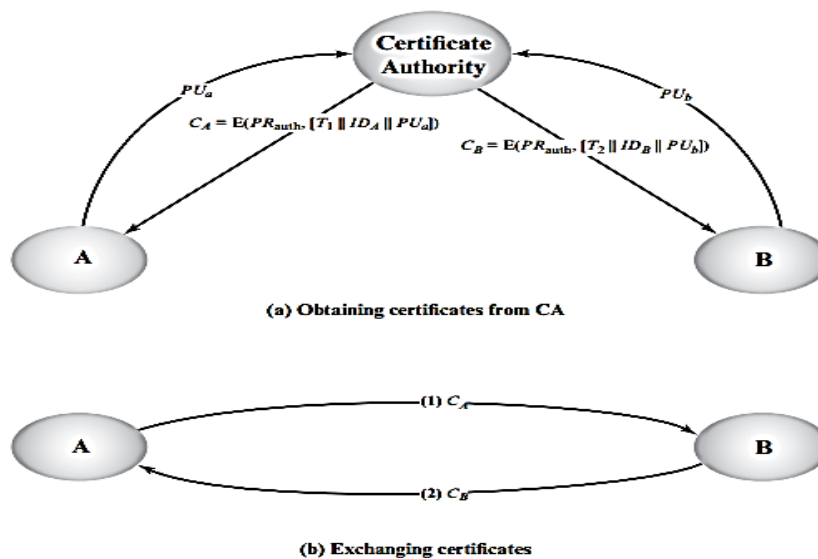 Certificate
Authority
PUa
PUb
CA = E(PRauth, [T1 || IDA || PUa])
CB = E(PRauth, [T2 || IDB || PUb])
A
B
(a) Obtaining certificates from CA
(1) CA
A
B
(2) CB
(b) Exchanging certificates